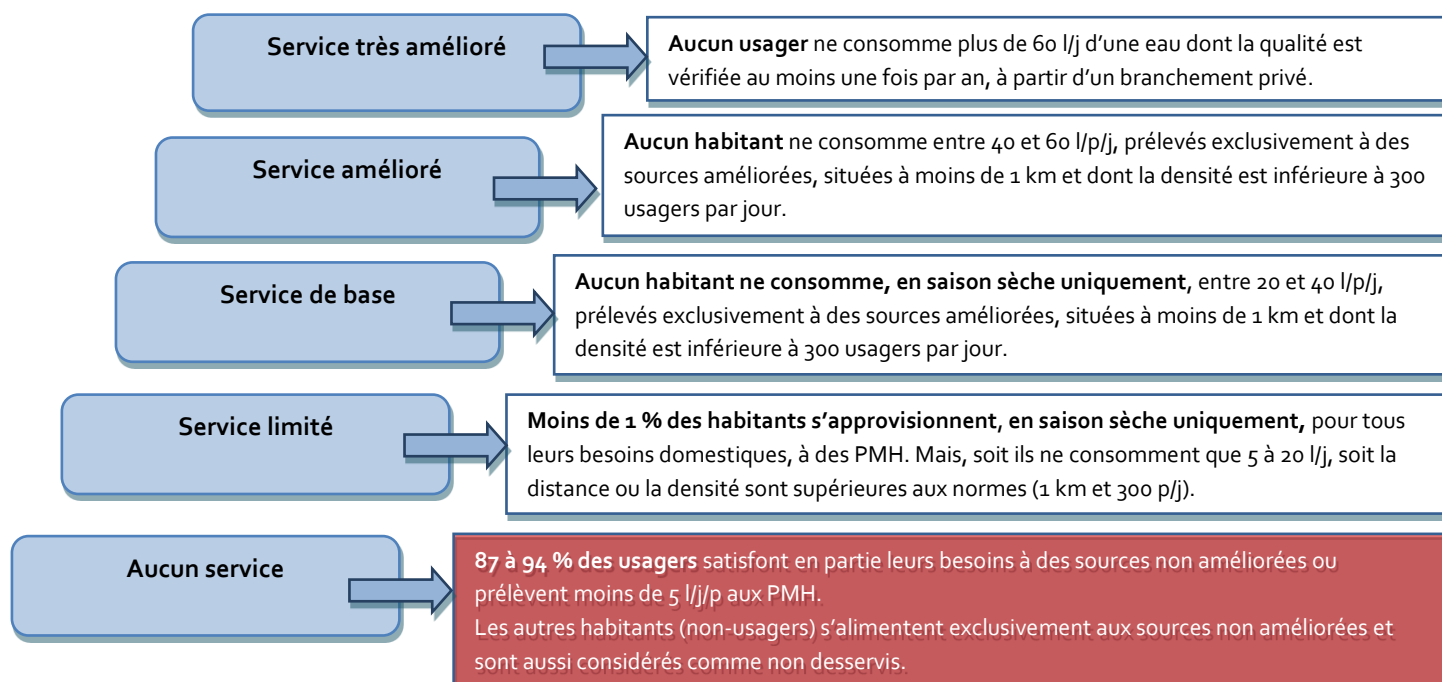 Service très amélioré
Aucun usager ne consomme plus de 60 l/j d’une eau dont la qualité est
vérifiée au moins une fois par an, à partir d’un branchement privé.
Service amélioré
Aucun habitant ne consomme entre 40 et 60 l/p/j, prélevés exclusivement à des
sources améliorées, situées à moins de 1 km et dont la densité est inférieure à 300
usagers par jour.
Service de base
Aucun habitant ne consomme, en saison sèche uniquement, entre 20 et 40 l/p/j,
prélevés exclusivement à des sources améliorées, situées à moins de 1 km et dont la
densité est inférieure à 300 usagers par jour.
Service limité
Moins de 1 % des habitants s’approvisionnent, en saison sèche uniquement, pour tous
leurs besoins domestiques, à des PMH. Mais, soit ils ne consomment que 5 à 20 l/j, soit la
distance ou la densité sont supérieures aux normes (1 km et 300 p/j).
Aucun service
87 à 94 % des usagers satisfont en partie leurs besoins à des sources non améliorées ou
prélèvent moins de 5 l/j/p aux PMH.
Les autres habitants (non-usagers) s’alimentent exclusivement aux sources non améliorées et
sont aussi considérés comme non desservis.